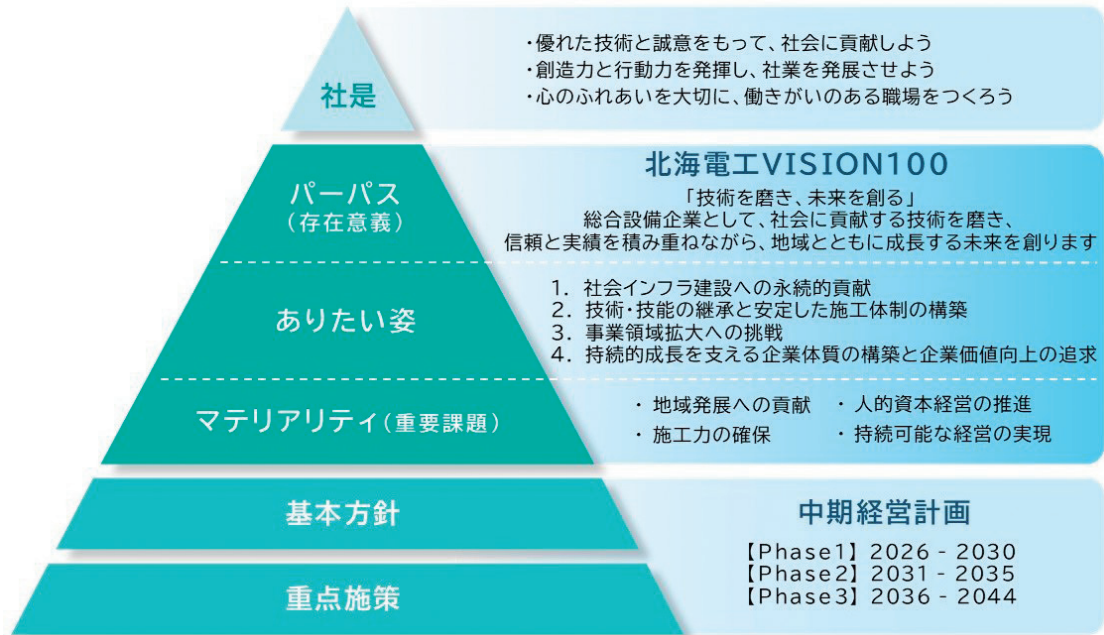 社是
・優れた技術と誠意をもって、社会に貢献しよう
・創造力と行動力を発揮し、社業を発展させよう
・心のふれあいを大切に、働きがいのある職場をつくろう
パーパス
(存在意義)
北海電工VISION100
「技術を磨き、未来を創る」
総合設備企業として、社会に貢献する技術を磨き、
信頼と実績を積み重ねながら、地域とともに成長する未来を創ります
ありたい姿
1. 社会インフラ建設への永続的貢献
2. 技術・技能の継承と安定した施工体制の構築
3. 事業領域拡大への挑戦
4. 持続的成長を支える企業体質の構築と企業価値向上の追求
マテリアリティ(重要課題)
・ 地域発展への貢献 ・ 人的資本経営の推進
・ 施工力の確保 ・ 持続可能な経営の実現
基本方針
重点施策
中期経営計画
【Phase1】 2026 - 2030
【Phase2】 2031 - 2035
【Phase3】 2036 - 2044